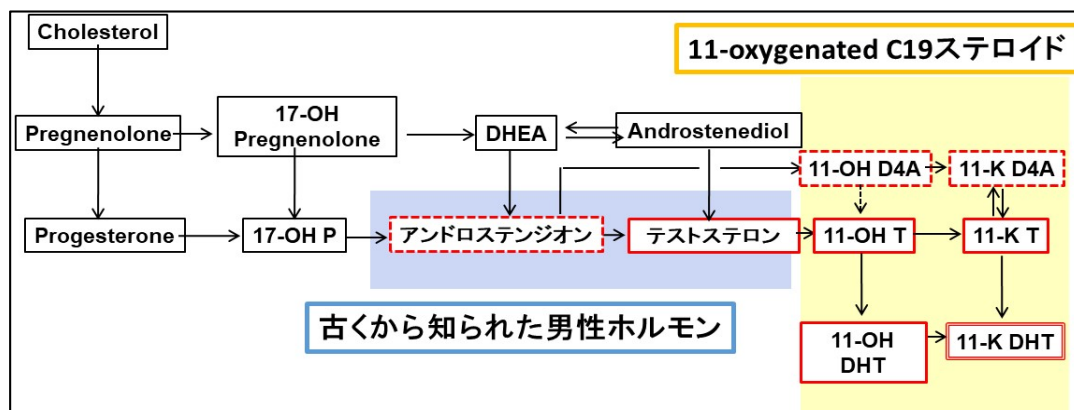 Cholesterol
11-oxygenated C19ステロイド
17-OH
Pregnenolone
Pregnenolone
DHEA
Androstenediol
11-OH D4A
11-K D4A
Progesterone
17-OH P
アンドロステンジオン
テストステロン
11-OH T
11-K T
古くから知られた男性ホルモン
11-OH
DHT
11-K DHT